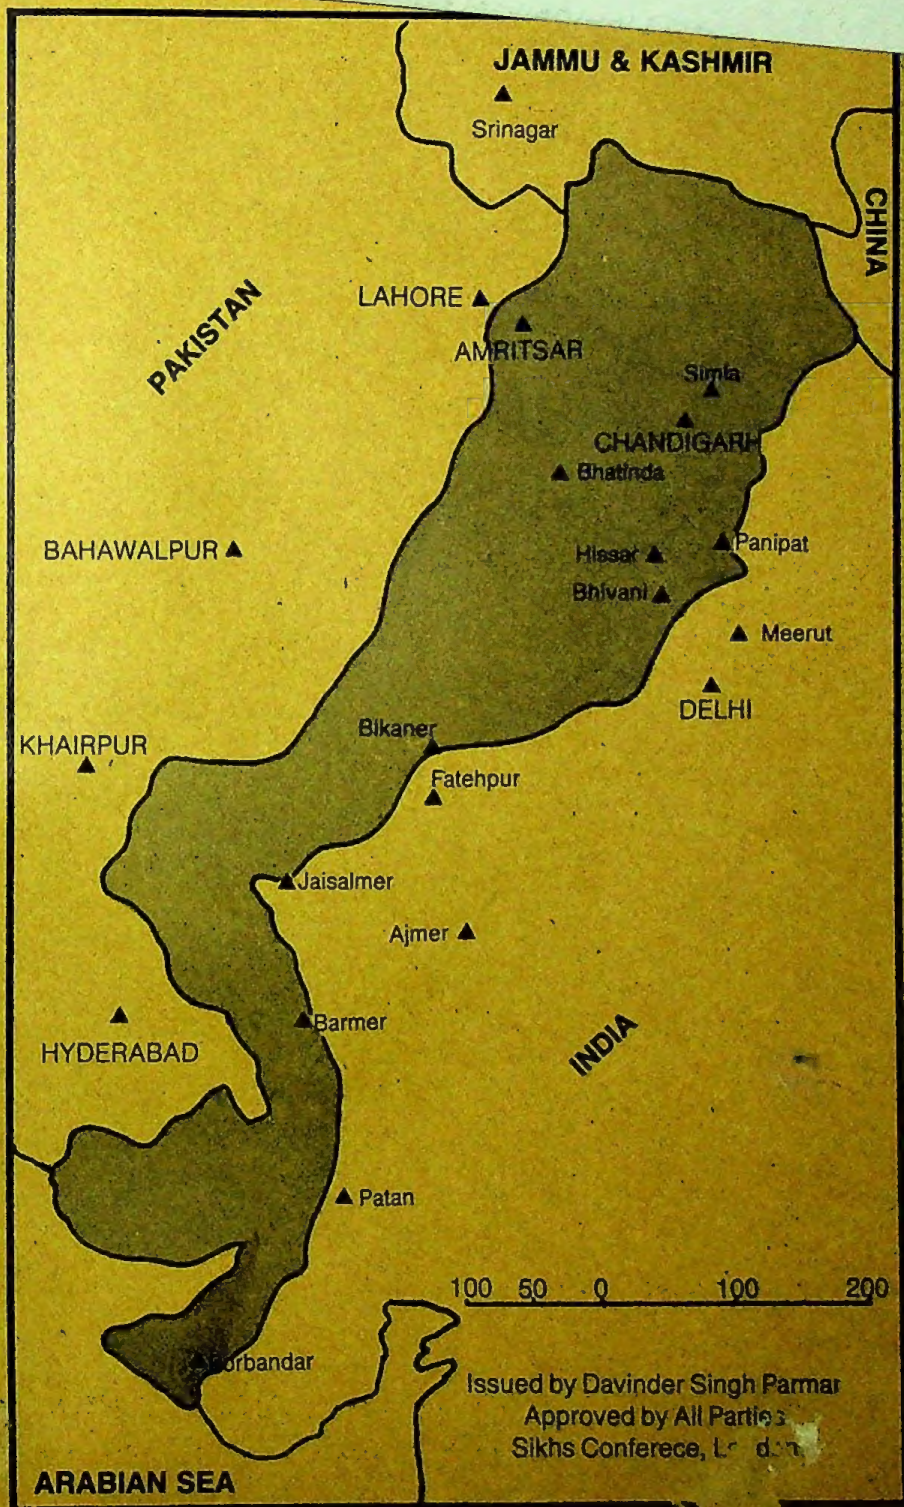 JAMMU & KASHMIR
Srinagar
CHINA
PAKISTAN
LAHORE
AMRITSAR
Simla
CHANDIGARH
Bhatinda
BAHAWALPUR
Hissar
Panipat
Bhivani
Meerut
DELHI
KHAIRPUR
Bikaner
Fatehpur
Jaisalmer
Ajmer
HYDERABAD
Barmer
INDIA
Patan
100 50 0 100 200
Porbandar
Issued by Davinder Singh Parmar
Approved by All Parties
Sikhs Conferece,
ARABIAN SEA